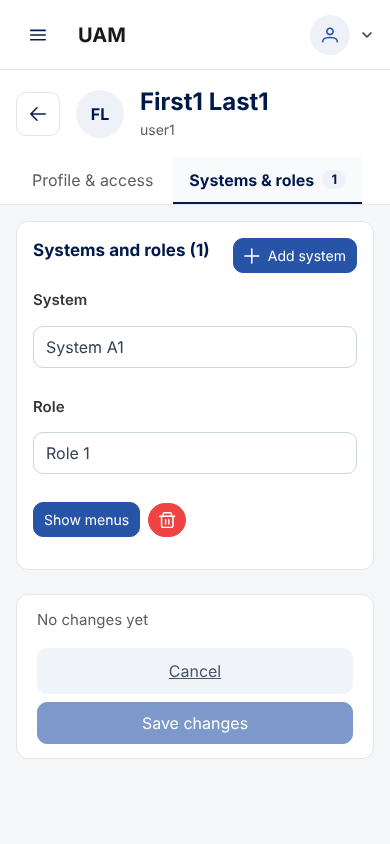 UAM
FL
First1 Last1
user1
Profile & access
Systems & roles 1
Systems and roles (1)
Add system
System
System A1
Role
Role 1
Show menus
No changes yet
Cancel
Save changes